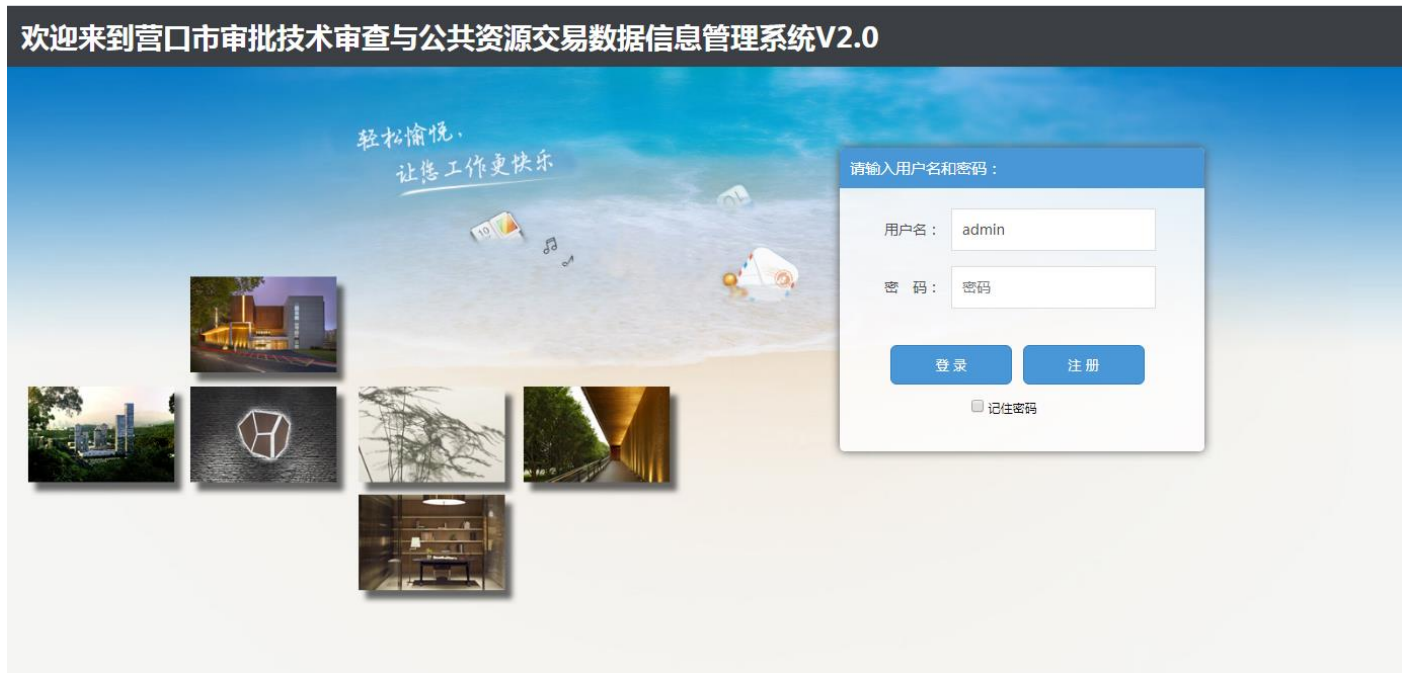 欢迎来到营口市审批技术审查与公共资源交易数据信息管理系统V2.0
轻松愉悦,
让您工作更快乐
10
请输入用户名和密码:
用户名: admin
密 码: 密码
登 录 注 册
记住密码